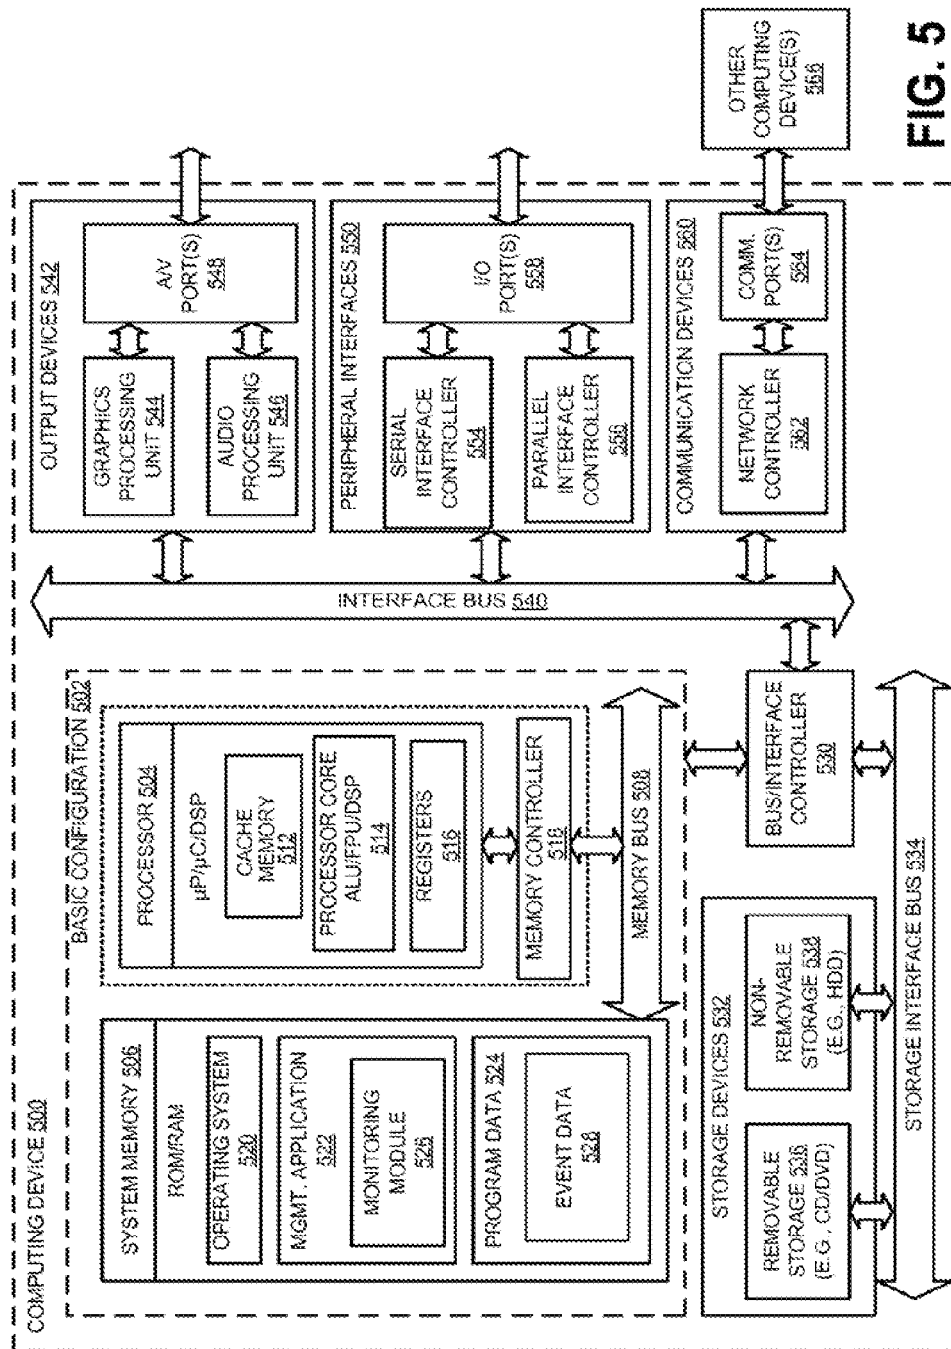 COMPUTING DEVICE 500
BASIC CONFIGURATION 502
SYSTEM MEMORY 506
ROM/RAM
OPERATING SYSTEM
520
MGMT. APPLICATION
522
MONITORING
MODULE
526
PROGRAM DATA 524
EVENT DATA
528
PROCESSOR 504
µP/µC/DSP
CACHE
MEMORY
512
PROCESSOR CORE
ALU/FPU/DSP
514
REGISTERS
516
MEMORY CONTROLLER
518
MEMORY BUS 508
STORAGE DEVICES 532
REMOVABLE
STORAGE 536
(E.G., CD/DVD)
NON-
REMOVABLE
STORAGE 538
(E.G., HDD)
BUS/INTERFACE
CONTROLLER
530
STORAGE INTERFACE BUS 534
INTERFACE BUS 540
OUTPUT DEVICES 542
GRAPHICS
PROCESSING
UNIT 544
AUDIO
PROCESSING
UNIT 546
A/V
PORT(S)
548
PERIPHERAL INTERFACES 550
SERIAL
INTERFACE
CONTROLLER
554
PARALLEL
INTERFACE
CONTROLLER
556
I/O
PORT(S)
558
COMMUNICATION DEVICES 560
NETWORK
CONTROLLER
562
COMM.
PORT(S)
564
OTHER
COMPUTING
DEVICE(S)
566
FIG. 5